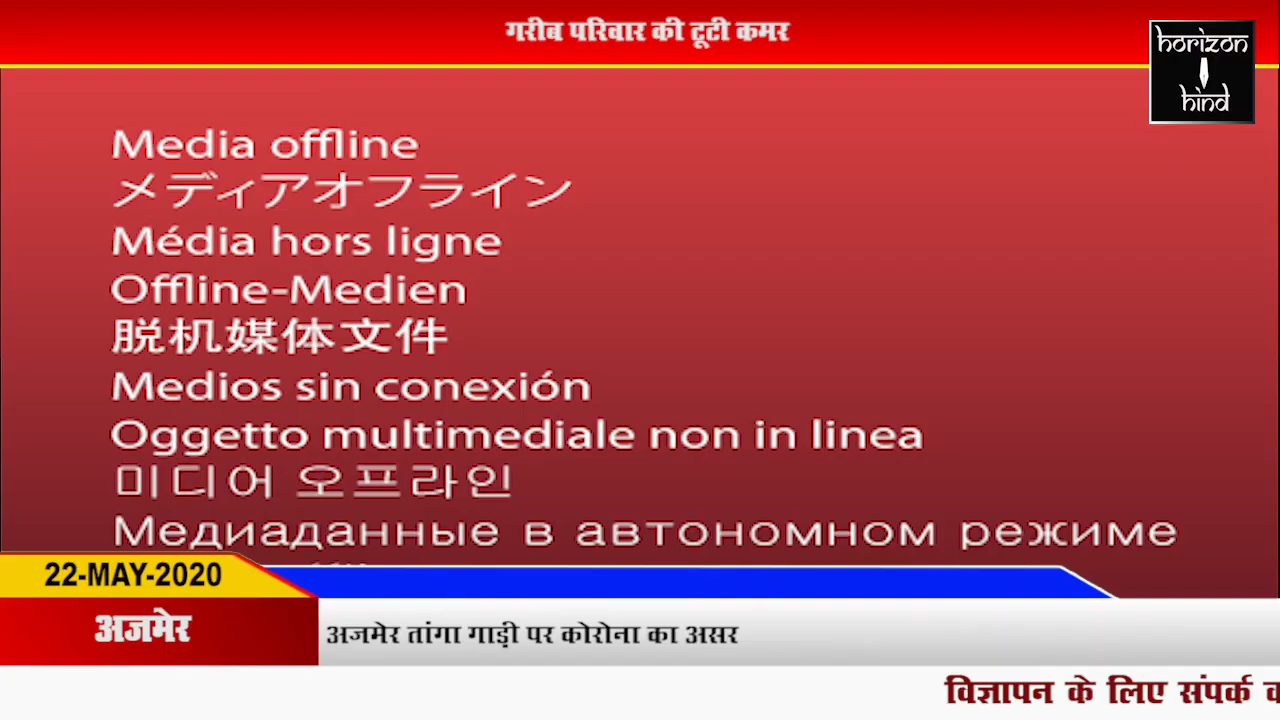 गरीब परिवार की टूटी कमर
horizon
hind
Media offline
メディアオフライン
Média hors ligne
Offline-Medien
脱机媒体文件
Medios sin conexión
Oggetto multimediale non in linea
미디어 오프라인
Медиаданные в автономном режиме
22-MAY-2020
अजमेर
अजमेर तांगा गाड़ी पर कोरोना का असर
विज्ञापन के लिए संपर्क